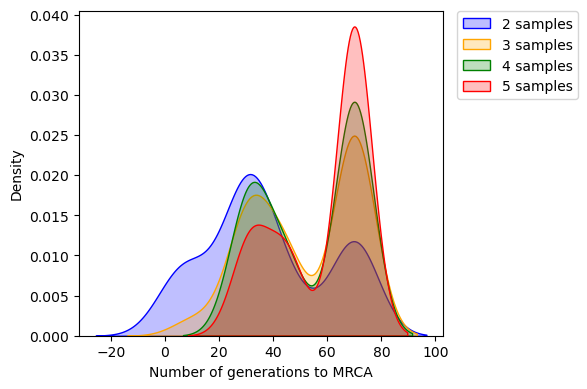 2 samples
3 samples
4 samples
5 samples
0.040
0.035
0.030
0.025
0.020
0.015
0.010
0.005
0.000
Density
−20 0 20 40 60 80 100
Number of generations to MRCA